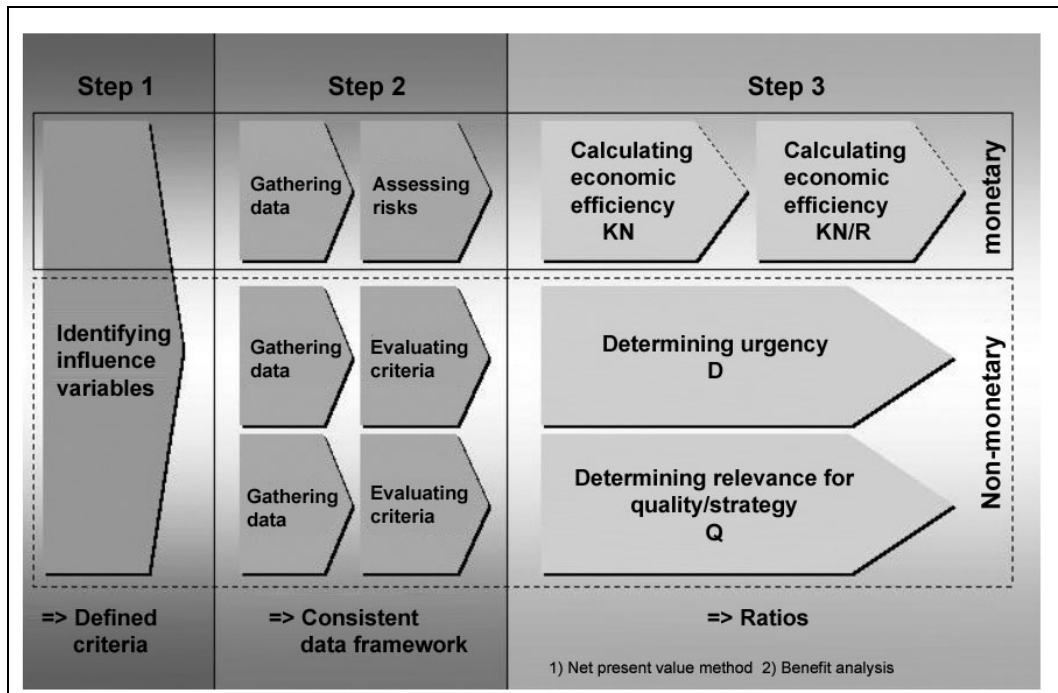 Step 1
Step 2
Step 3
Identifying
influence
variables
Gathering
data
Assessing
risks
Calculating
economic
efficiency
KN
Calculating
economic
efficiency
KN/R
monetary
Gathering
data
Evaluating
criteria
Determining urgency
D
Gathering
data
Evaluating
criteria
Determining relevance for
quality/strategy
Q
Non-monetary
=> Defined
criteria
=> Consistent
data framework
=> Ratios
1) Net present value method 2) Benefit analysis